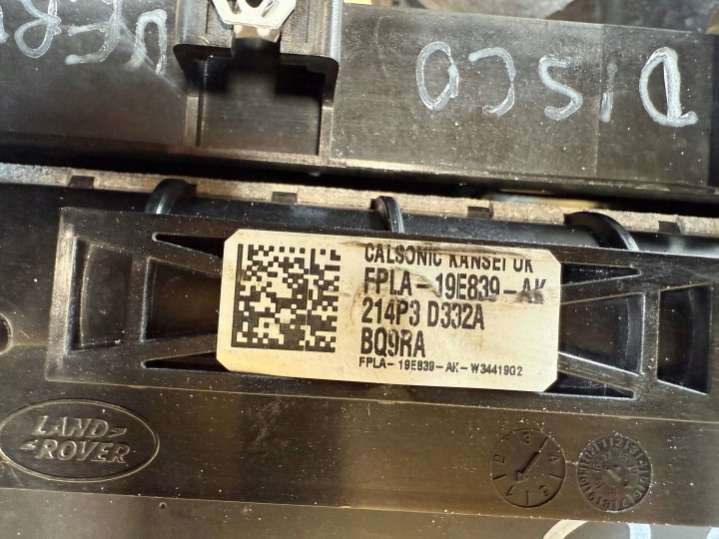 DISCO
CALSONIC KANSEI UK
FPLA-19E839-AK
214P3 D332A
BQ9RA
FPLA-19E839-AK-W3441902
LAND
ROVER